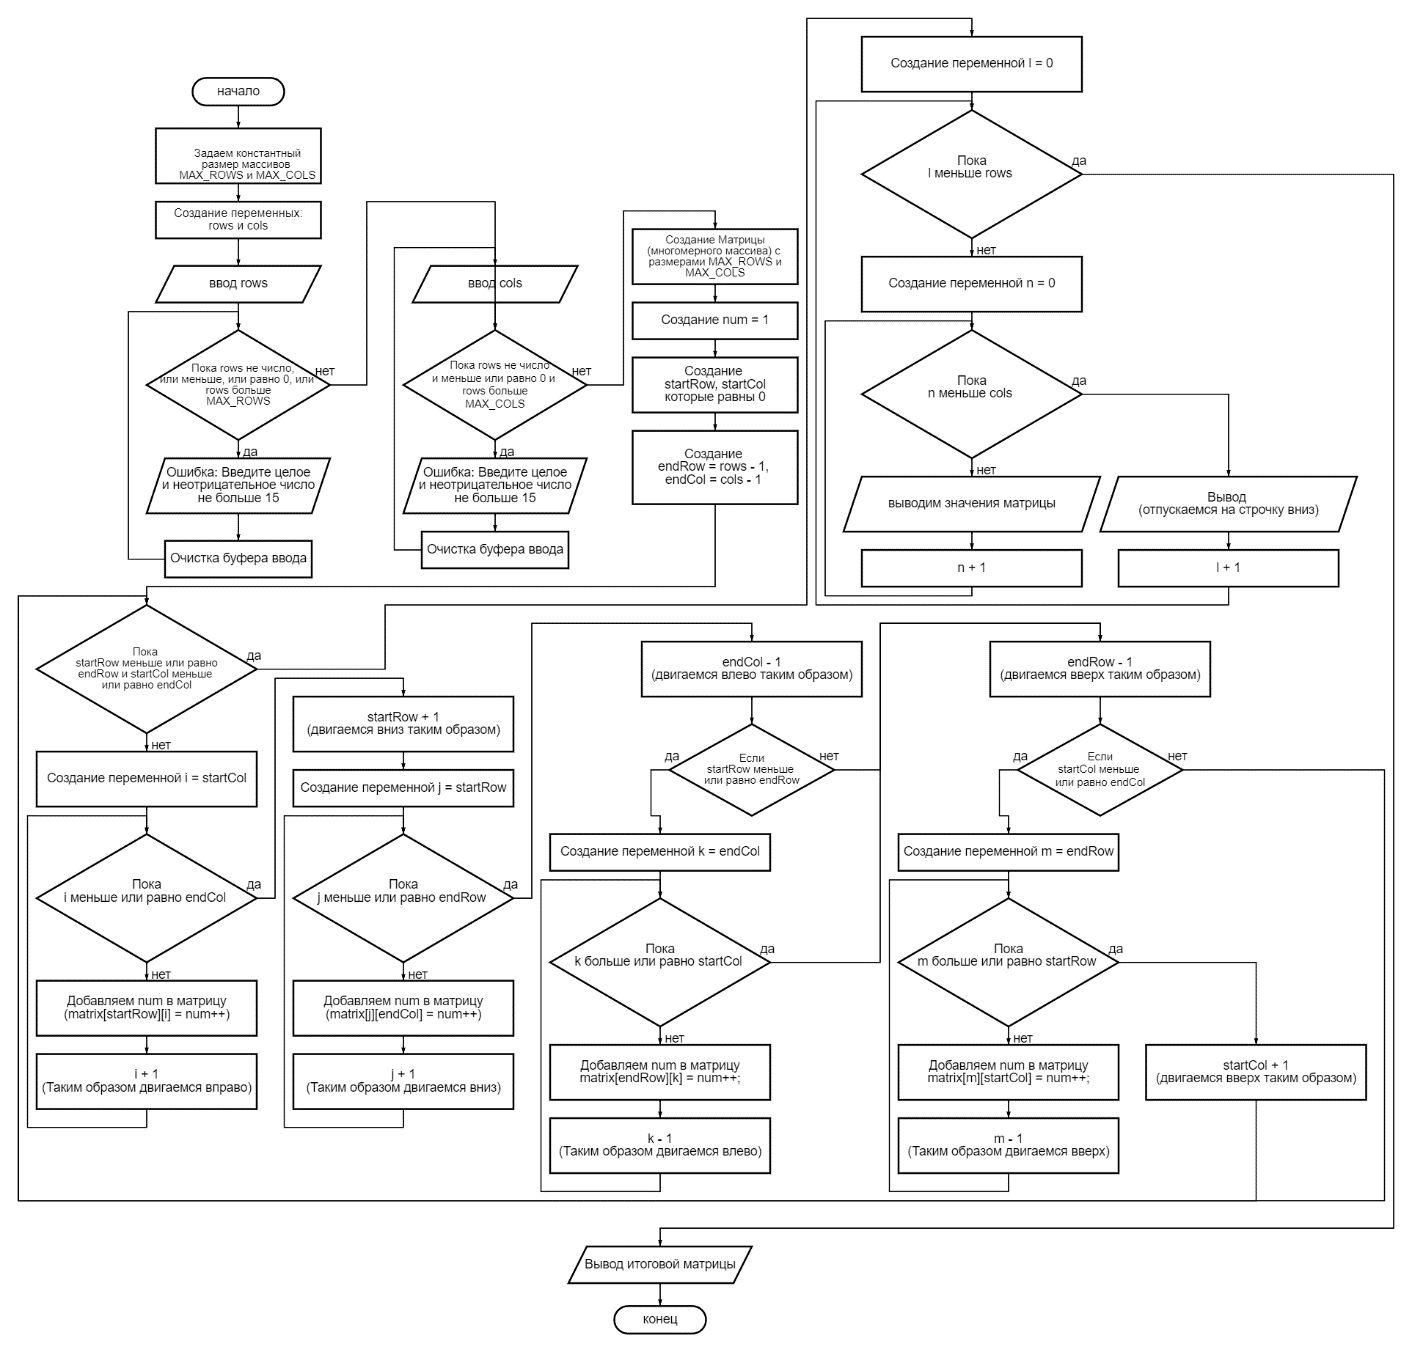 начало
Задаем константный
размер массивов
MAX_ROWS и MAX_COLS
Создание переменных:
rows и cols
ввод rows
Пока rows не число,
или меньше, или равно 0, или
rows больше
MAX_ROWS
нет
да
Ошибка: Введите целое
и неотрицательное число
не больше 15
Очистка буфера ввода
ввод cols
Пока rows не число
и меньше или равно 0 и
rows больше
MAX_COLS
нет
да
Ошибка: Введите целое
и неотрицательное число
не больше 15
Очистка буфера ввода
Создание Матрицы
(многомерного массива) с
размерами MAX_ROWS и
MAX_COLS
Создание num = 1
Создание
startRow, startCol
которые равны 0
Создание
endRow = rows - 1,
endCol = cols - 1
Создание переменной l = 0
Пока
l меньше rows
да
нет
Создание переменной n = 0
Пока
n меньше cols
да
нет
выводим значения матрицы
n + 1
Вывод
(отпускаемся на строчку вниз)
l + 1
Пока
startRow меньше или равно
endRow и startCol меньше
или равно endCol
да
нет
Создание переменной i = startCol
Пока
i меньше или равно endCol
да
нет
Добавляем num в матрицу
(matrix[startRow][i] = num++)
i + 1
(Таким образом двигаемся вправо)
startRow + 1
(двигаемся вниз таким образом)
Создание переменной j = startRow
Пока
j меньше или равно endRow
да
нет
Добавляем num в матрицу
(matrix[j][endCol] = num++)
j + 1
(Таким образом двигаемся вниз)
endCol - 1
(двигаемся влево таким образом)
да
Если
startRow меньше
или равно endRow
нет
Создание переменной k = endCol
Пока
k больше или равно startCol
да
нет
Добавляем num в матрицу
matrix[endRow][k] = num++;
k - 1
(Таким образом двигаемся влево)
endRow - 1
(двигаемся вверх таким образом)
да
Если
startCol меньше
или равно endCol
нет
Создание переменной m = endRow
Пока
m больше или равно startRow
да
нет
Добавляем num в матрицу
matrix[m][startCol] = num++;
m - 1
(Таким образом двигаемся вверх)
startCol + 1
(двигаемся вверх таким образом)
Вывод итоговой матрицы
конец